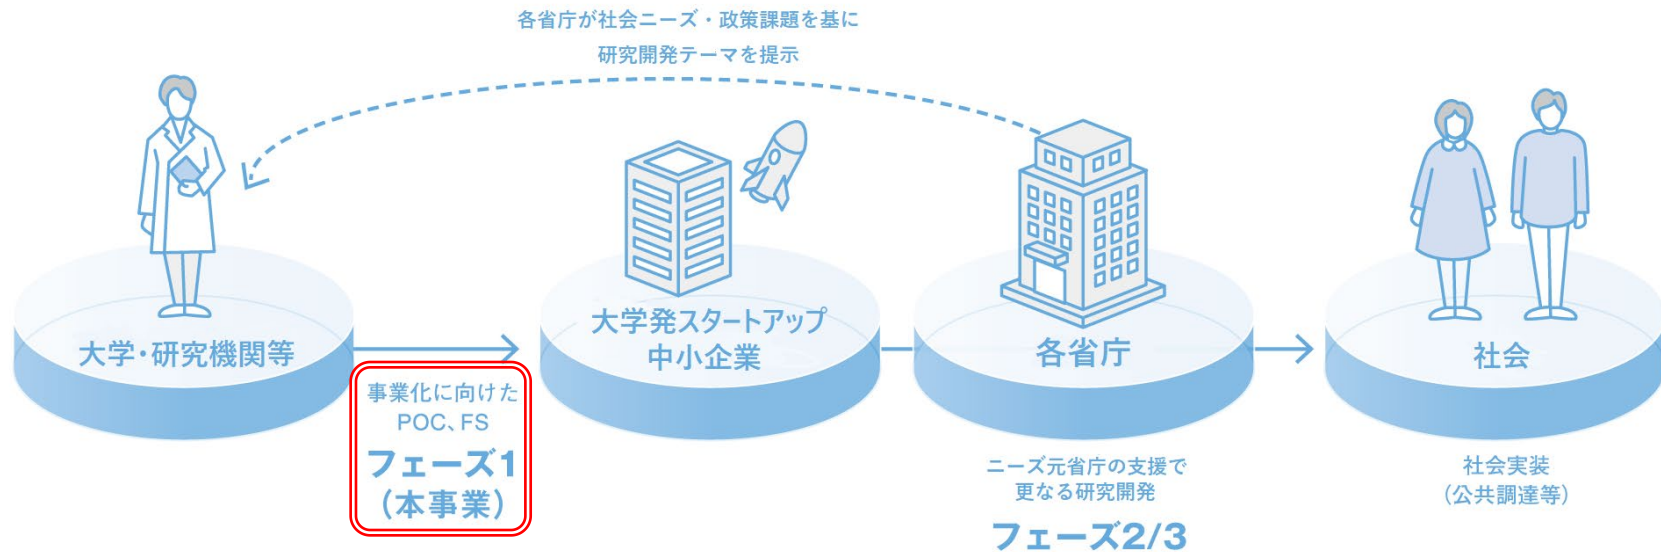 各省庁が社会ニーズ・政策課題を基に
研究開発テーマを提示
大学・研究機関等
事業化に向けた
POC、FS
フェーズ1
（本事業）
大学発スタートアップ
中小企業
各省庁
ニーズ元省庁の支援で
更なる研究開発
フェーズ2/3
社会
社会実装
（公共調達等）